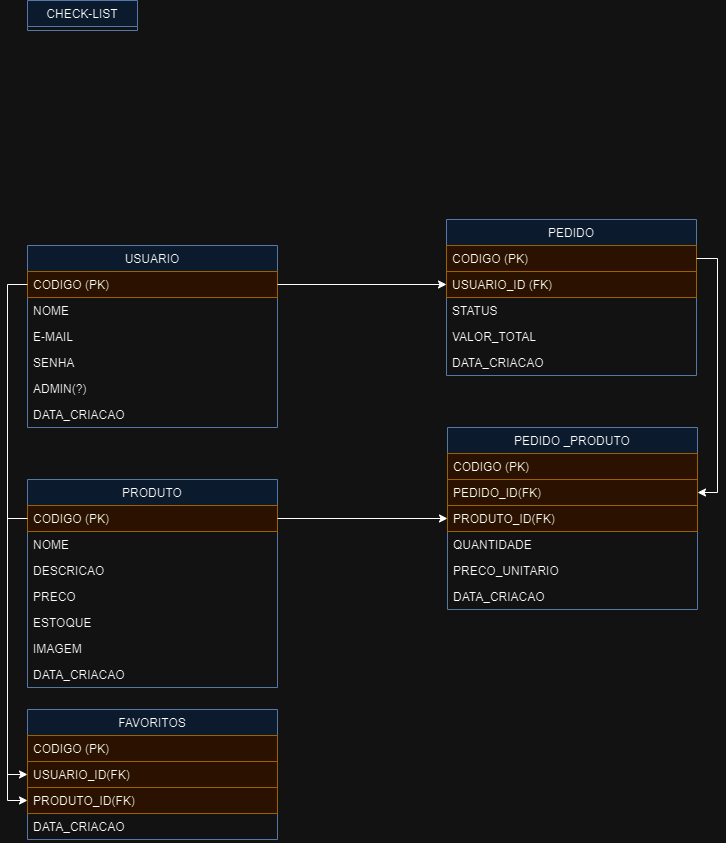 CHECK-LIST
USUARIO
CODIGO (PK)
NOME
E-MAIL
SENHA
ADMIN(?)
DATA_CRIACAO
PEDIDO
CODIGO (PK)
USUARIO_ID (FK)
STATUS
VALOR_TOTAL
DATA_CRIACAO
PRODUTO
CODIGO (PK)
NOME
DESCRICAO
PRECO
ESTOQUE
IMAGEM
DATA_CRIACAO
PEDIDO _PRODUTO
CODIGO (PK)
PEDIDO_ID(FK)
PRODUTO_ID(FK)
QUANTIDADE
PRECO_UNITARIO
DATA_CRIACAO
FAVORITOS
CODIGO (PK)
USUARIO_ID(FK)
PRODUTO_ID(FK)
DATA_CRIACAO